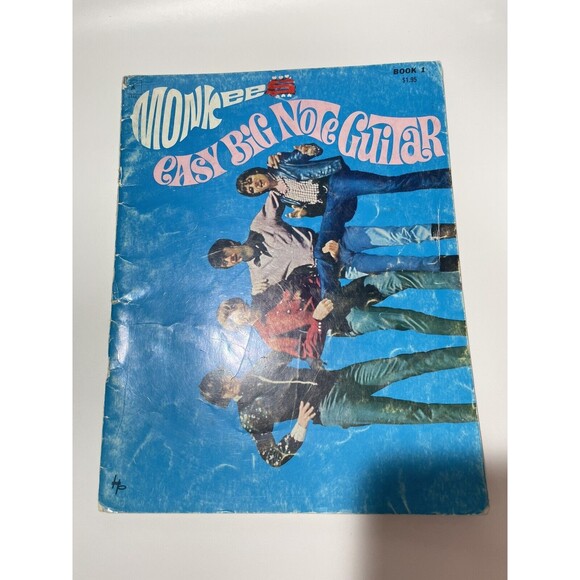 BOOK 1
$1.95
MONKEES
EASY BIG NOTE GUITAR
HP